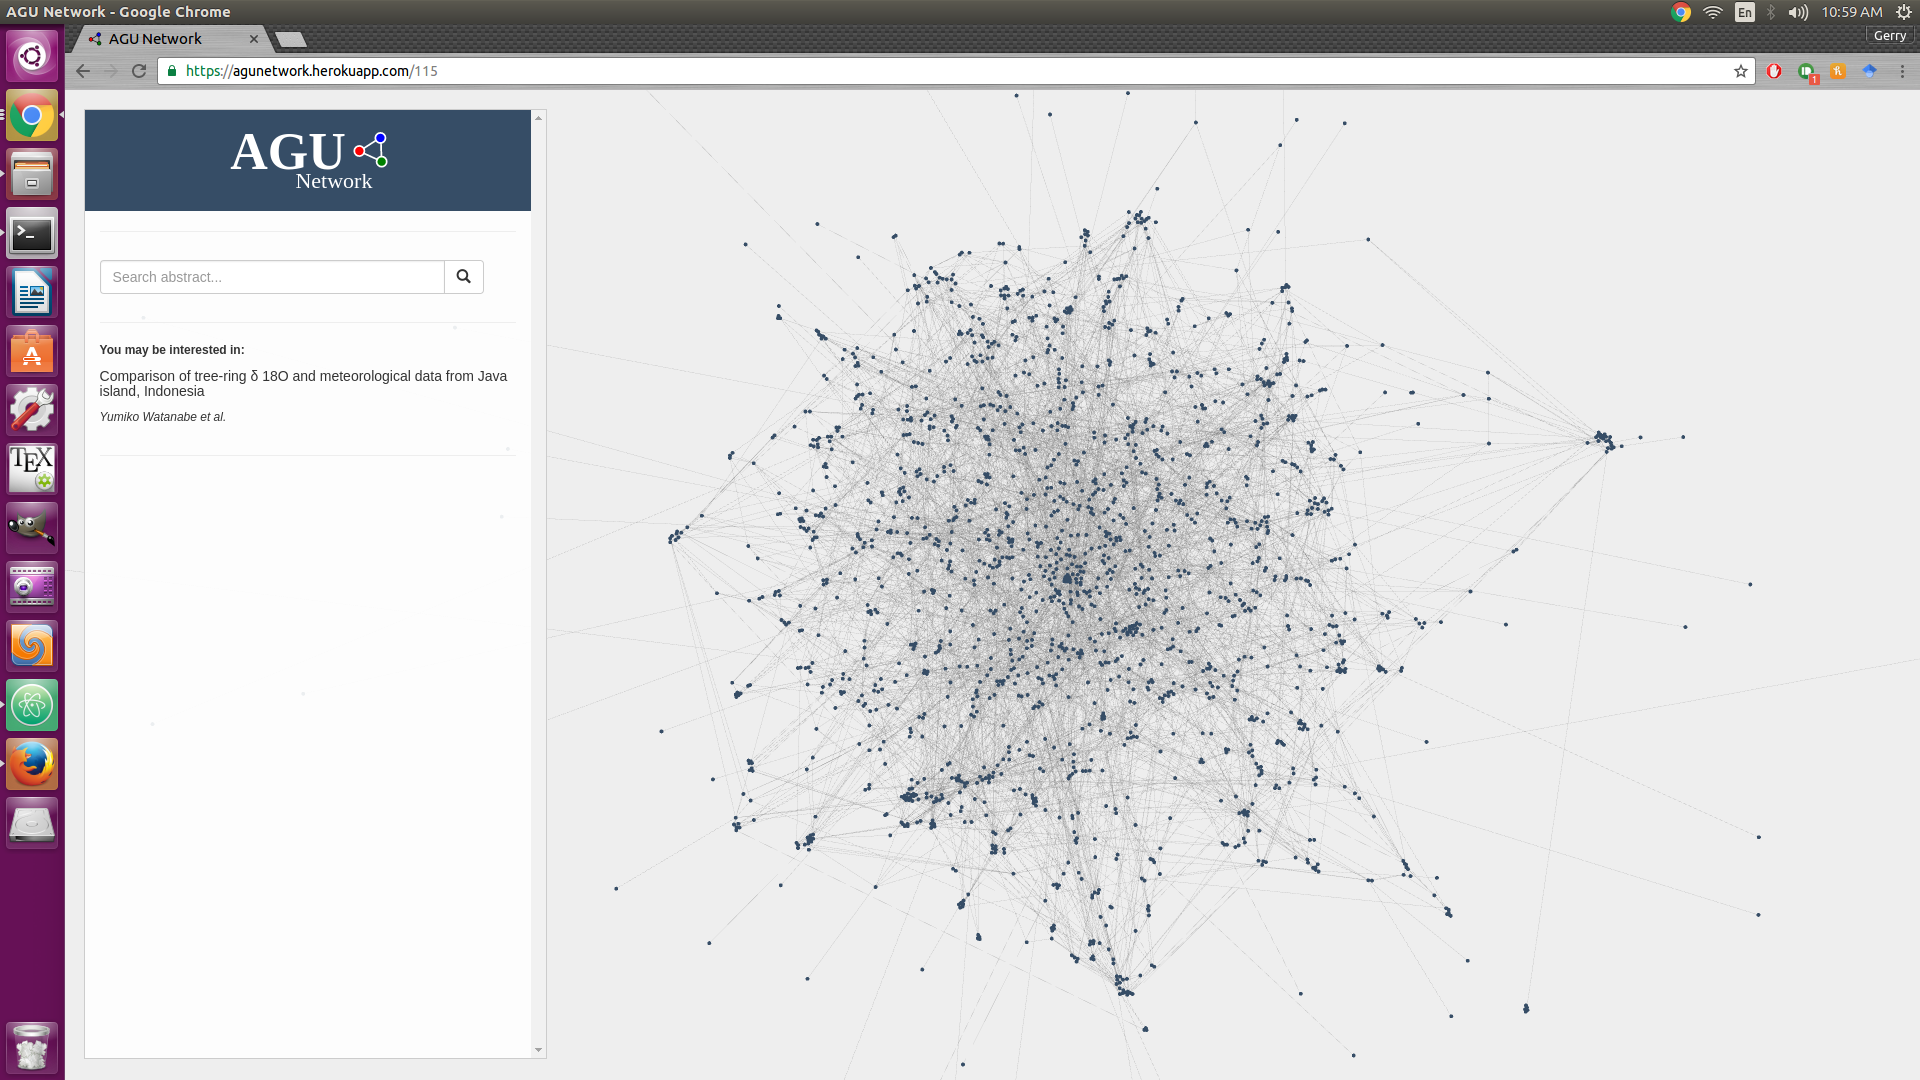 AGU Network - Google Chrome
En
10:59 AM
AGU Network
Gerry
https://agunetwork.herokuapp.com/115
1
AGU
Network
Search abstract...
You may be interested in:
Comparison of tree-ring δ 18O and meteorological data from Java
island, Indonesia
Yumiko Watanabe et al.
>_
A
TEX